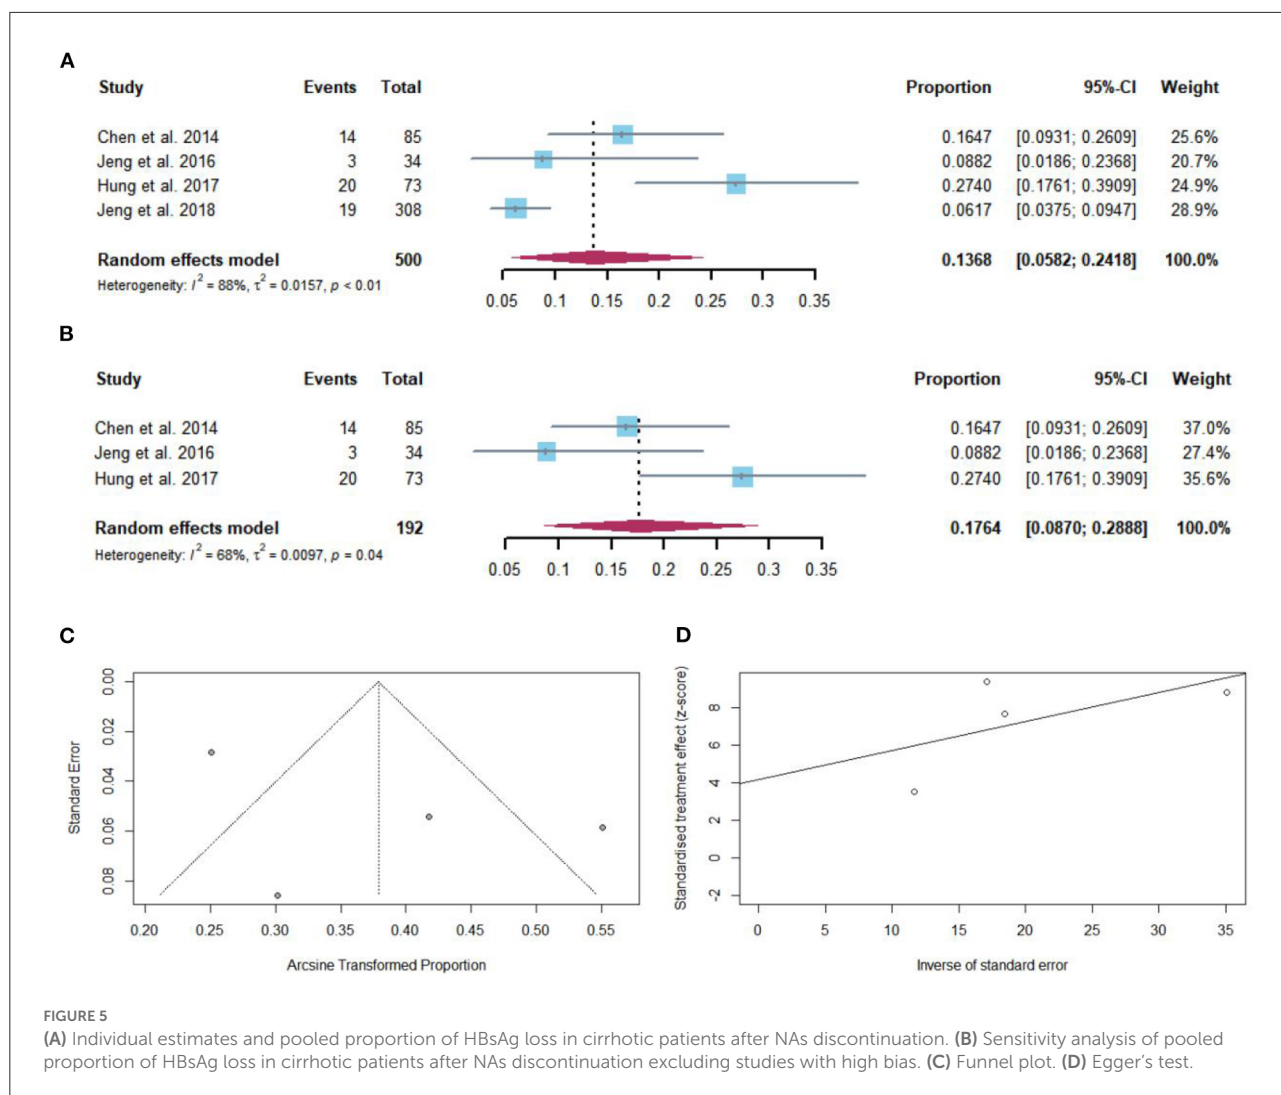 A
Study Events Total Proportion 95%-CI Weight
Chen et al. 2014 14 85 0.1647 [0.0931; 0.2609] 25.6%
Jeng et al. 2016 3 34 0.0882 [0.0186; 0.2368] 20.7%
Hung et al. 2017 20 73 0.2740 [0.1761; 0.3909] 24.9%
Jeng et al. 2018 19 308 0.0617 [0.0375; 0.0947] 28.9%
Random effects model 500 0.1368 [0.0582; 0.2418] 100.0%
Heterogeneity: I² = 88%, τ² = 0.0157, p < 0.01
0.05 0.1 0.15 0.2 0.25 0.3 0.35
B
Study Events Total Proportion 95%-CI Weight
Chen et al. 2014 14 85 0.1647 [0.0931; 0.2609] 37.0%
Jeng et al. 2016 3 34 0.0882 [0.0186; 0.2368] 27.4%
Hung et al. 2017 20 73 0.2740 [0.1761; 0.3909] 35.6%
Random effects model 192 0.1764 [0.0870; 0.2888] 100.0%
Heterogeneity: I² = 68%, τ² = 0.0097, p = 0.04
0.05 0.1 0.15 0.2 0.25 0.3 0.35
C
Standard Error
0.00
0.02
0.04
0.06
0.08
0.20 0.25 0.30 0.35 0.40 0.45 0.50 0.55
Arcsine Transformed Proportion
D
Standardised treatment effect (z-score)
8
6
4
2
0
-2
0 5 10 15 20 25 30 35
Inverse of standard error
FIGURE 5
(A) Individual estimates and pooled proportion of HBsAg loss in cirrhotic patients after NAs discontinuation. (B) Sensitivity analysis of pooled
proportion of HBsAg loss in cirrhotic patients after NAs discontinuation excluding studies with high bias. (C) Funnel plot. (D) Egger's test.